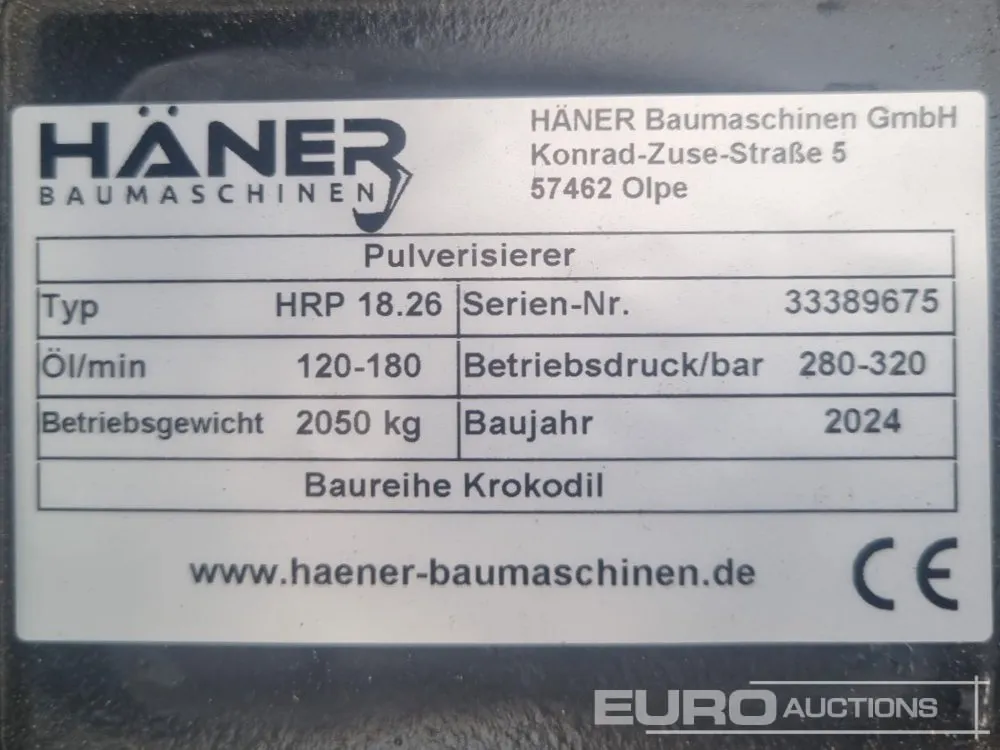 HÄNER
BAUMASCHINEN
HÄNER Baumaschinen GmbH
Konrad-Zuse-Straße 5
57462 Olpe
Pulverisierer
Typ HRP 18.26 Serien-Nr. 33389675
Öl/min 120-180 Betriebsdruck/bar 280-320
Betriebsgewicht 2050 kg Baujahr 2024
Baureihe Krokodil
www.haener-baumaschinen.de CE
EURO AUCTIONS